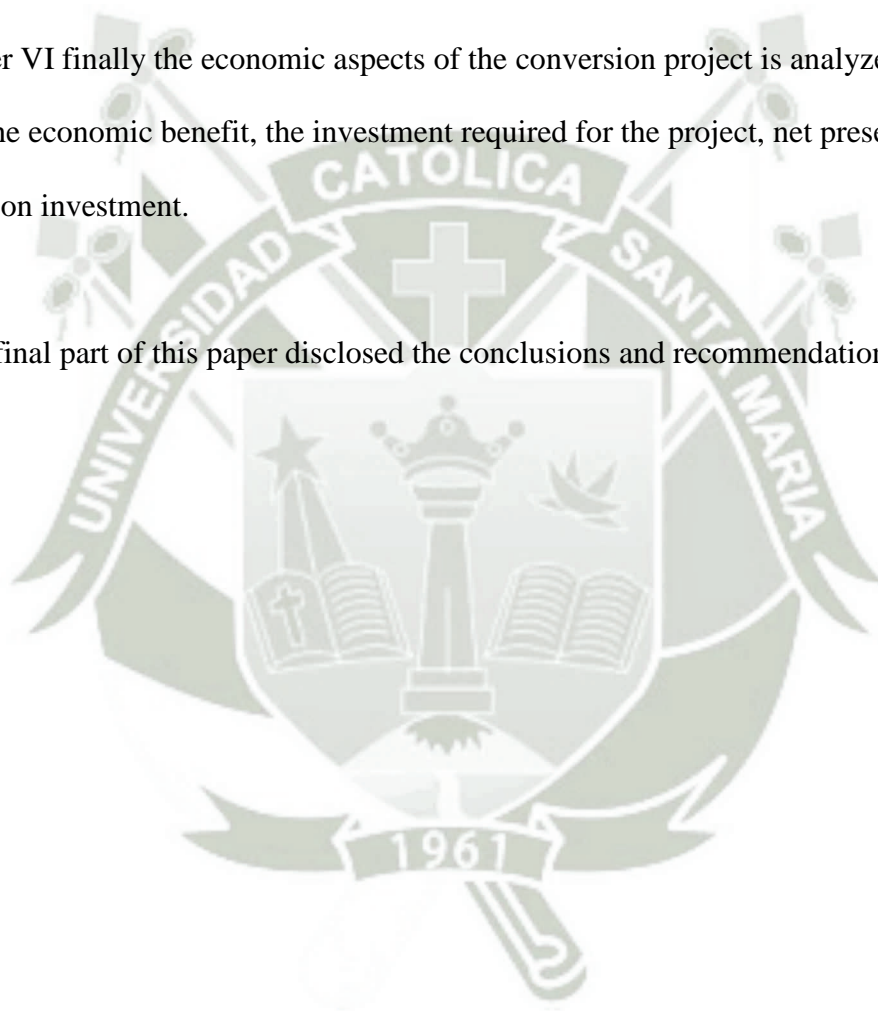 er VI finally the economic aspects of the conversion project is analyze
he economic benefit, the investment required for the project, net prese
on investment.
final part of this paper disclosed the conclusions and recommendation
UNIVERSIDAD CATOLICA SANTA MARIA
1961